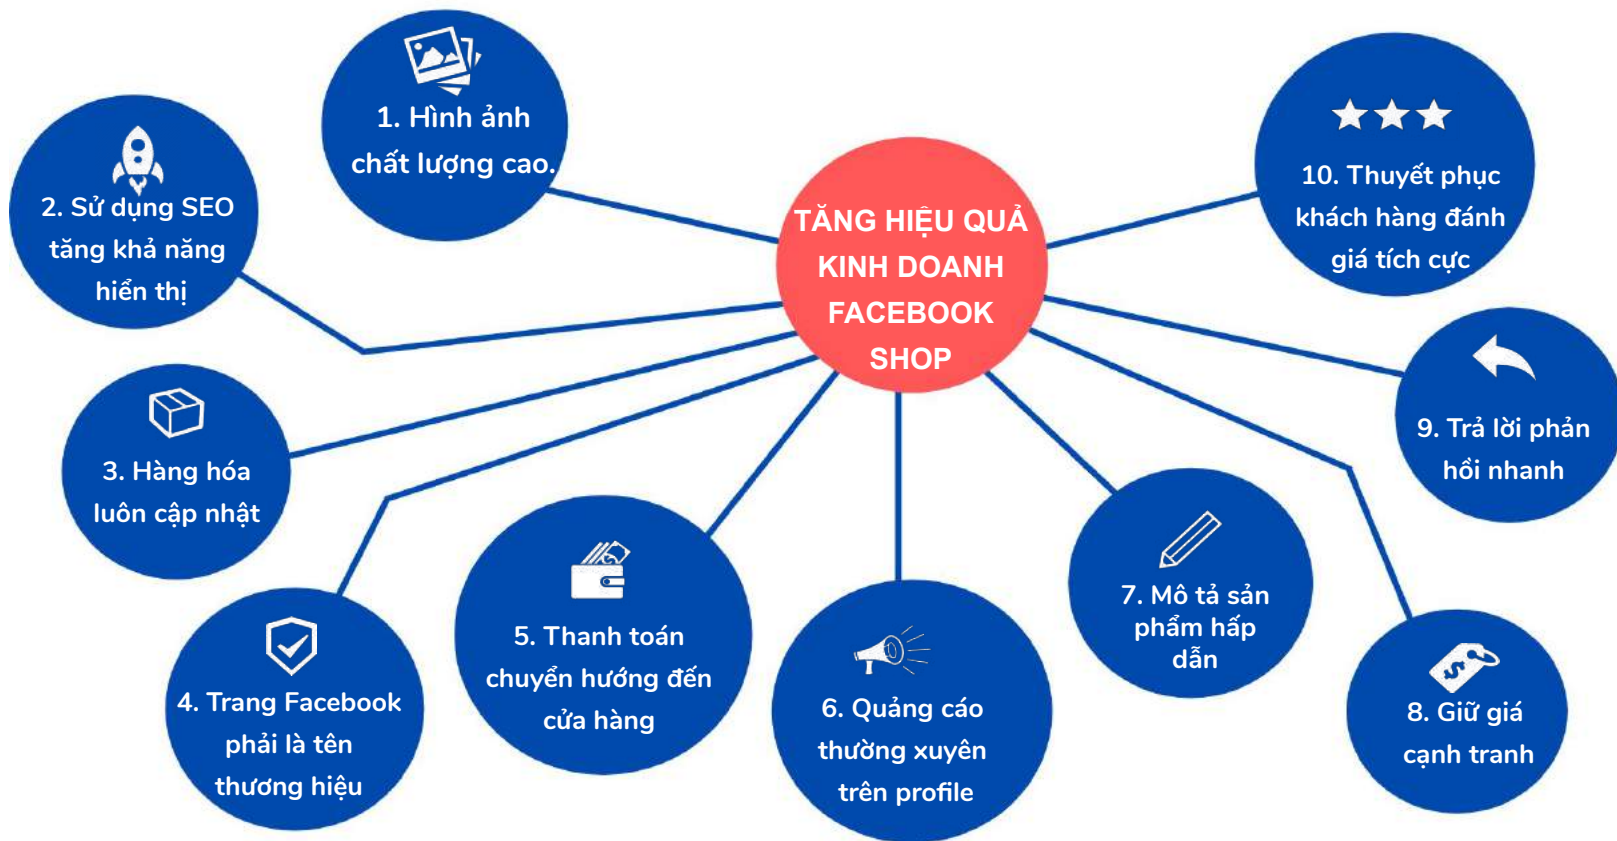 TĂNG HIỆU QUẢ
KINH DOANH
FACEBOOK
SHOP
1. Hình ảnh
chất lượng cao.
2. Sử dụng SEO
tăng khả năng
hiển thị
3. Hàng hóa
luôn cập nhật
4. Trang Facebook
phải là tên
thương hiệu
5. Thanh toán
chuyển hướng đến
cửa hàng
6. Quảng cáo
thường xuyên
trên profile
7. Mô tả sản
phẩm hấp
dẫn
8. Giữ giá
cạnh tranh
9. Trả lời phản
hồi nhanh
10. Thuyết phục
khách hàng đánh
giá tích cực